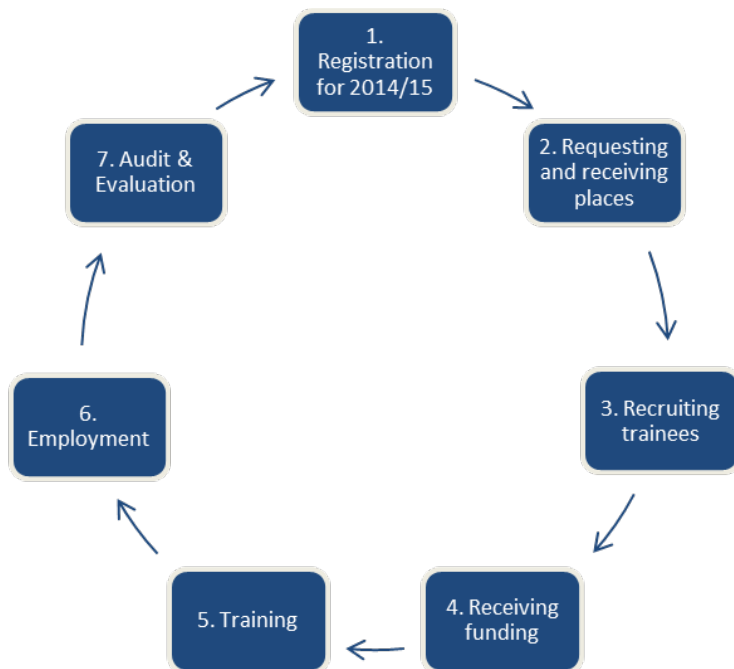 1.
Registration
for 2014/15
2. Requesting
and receiving
places
3. Recruiting
trainees
4. Receiving
funding
5. Training
6.
Employment
7. Audit &
Evaluation